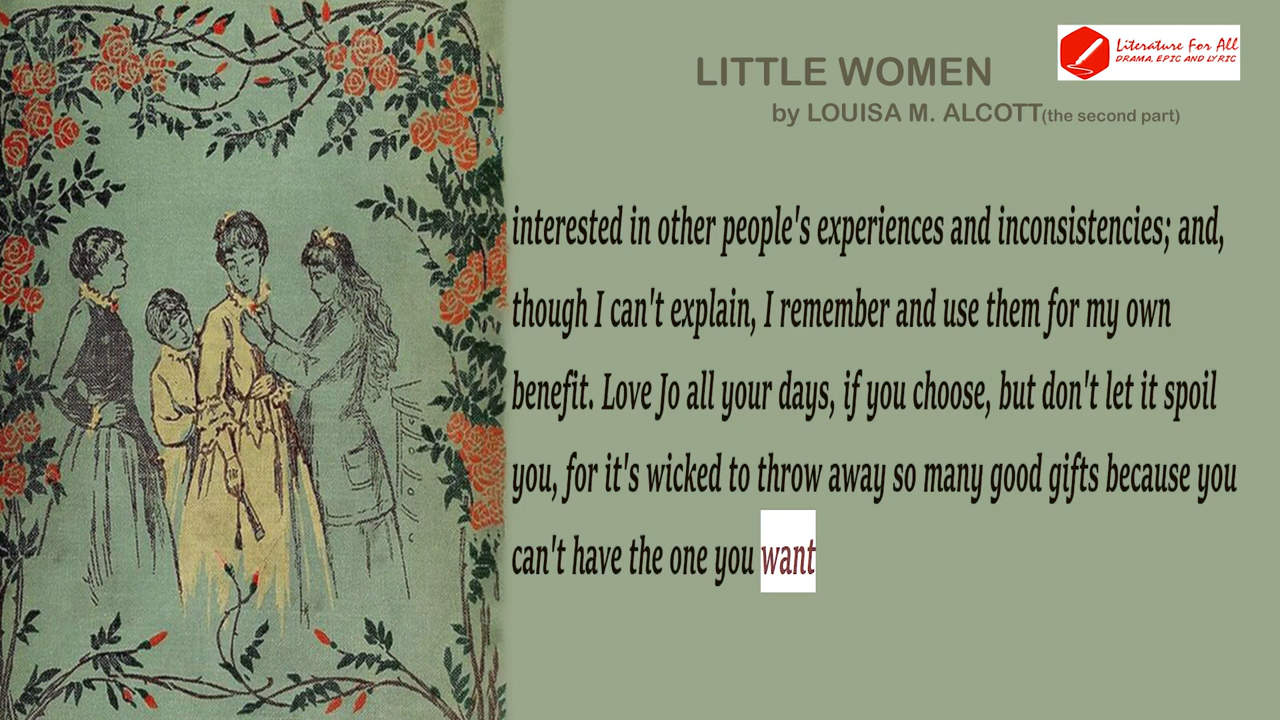 LITTLE WOMEN
by LOUISA M. ALCOTT(the second part)
Literature For All
DRAMA, EPIC AND LYRIC
interested in other people's experiences and inconsistencies; and,
though I can't explain, I remember and use them for my own
benefit. Love Jo all your days, if you choose, but don't let it spoil
you, for it's wicked to throw away so many good gifts because you
can't have the one you want